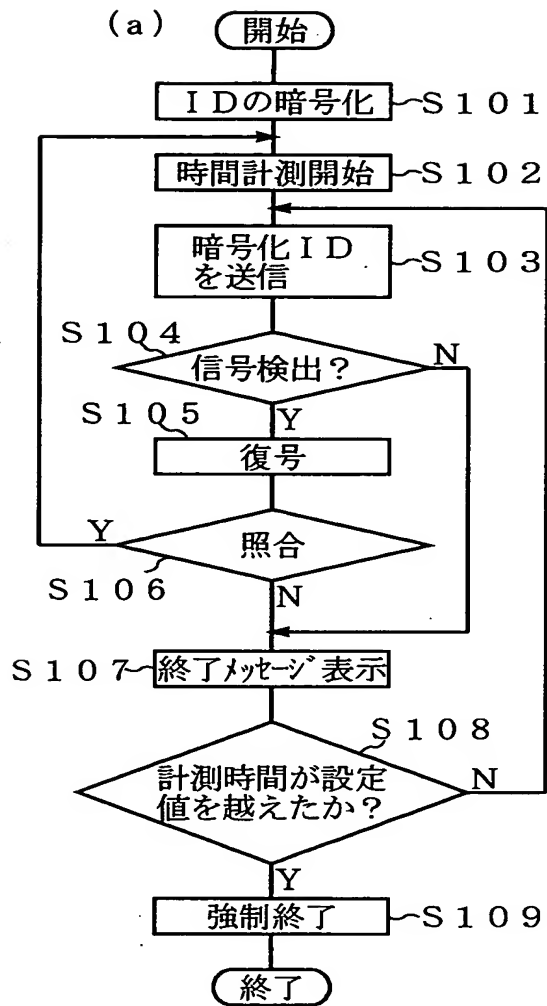 (a)
開始
IDの暗号化
S101
時間計測開始
S102
暗号化ID
を送信
S103
S104
信号検出?
N
Y
S105
復号
Y
照合
S106
N
S107
終了メッセージ表示
S108
計測時間が設定
値を越えたか?
N
Y
強制終了
S109
終了